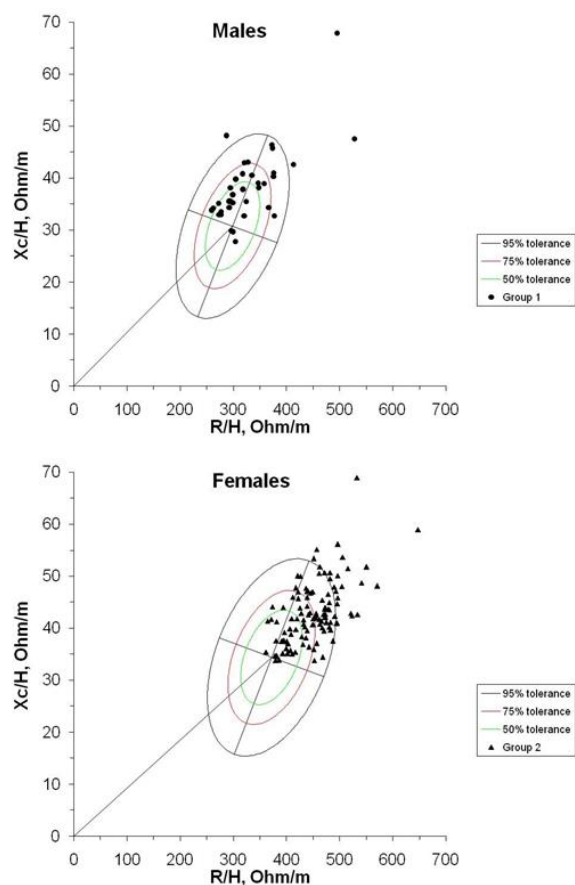 Males
70
60
50
40
30
20
10
0
Xc/H, Ohm/m
0 100 200 300 400 500 600 700
R/H, Ohm/m
95% tolerance
75% tolerance
50% tolerance
Group 1
Females
70
60
50
40
30
20
10
0
Xc/H, Ohm/m
0 100 200 300 400 500 600 700
R/H, Ohm/m
95% tolerance
75% tolerance
50% tolerance
Group 2